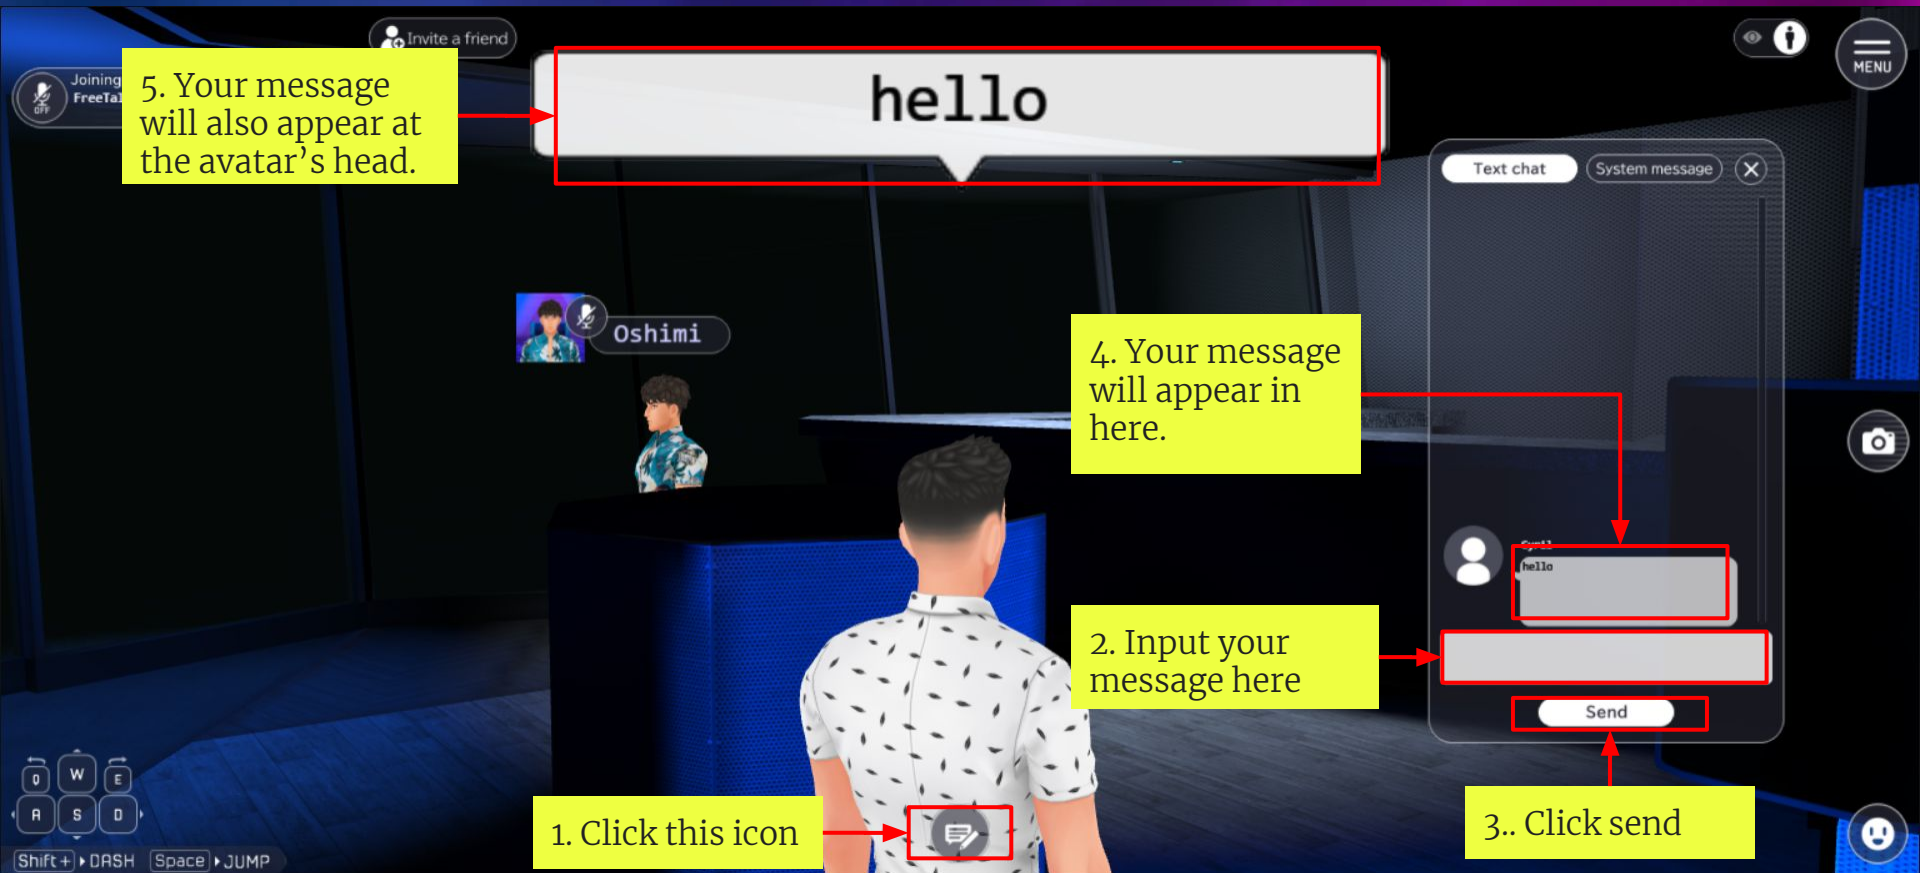 Invite a friend
MENU
Joining
OFF
5. Your message
will also appear at
the avatar’s head.
hello
Text chat
System message
Oshimi
4. Your message
will appear in
here.
Cyril
hello
2. Input your
message here
Send
Q
W
E
A
S
D
1. Click this icon
3.. Click send
Shift + DASH Space JUMP